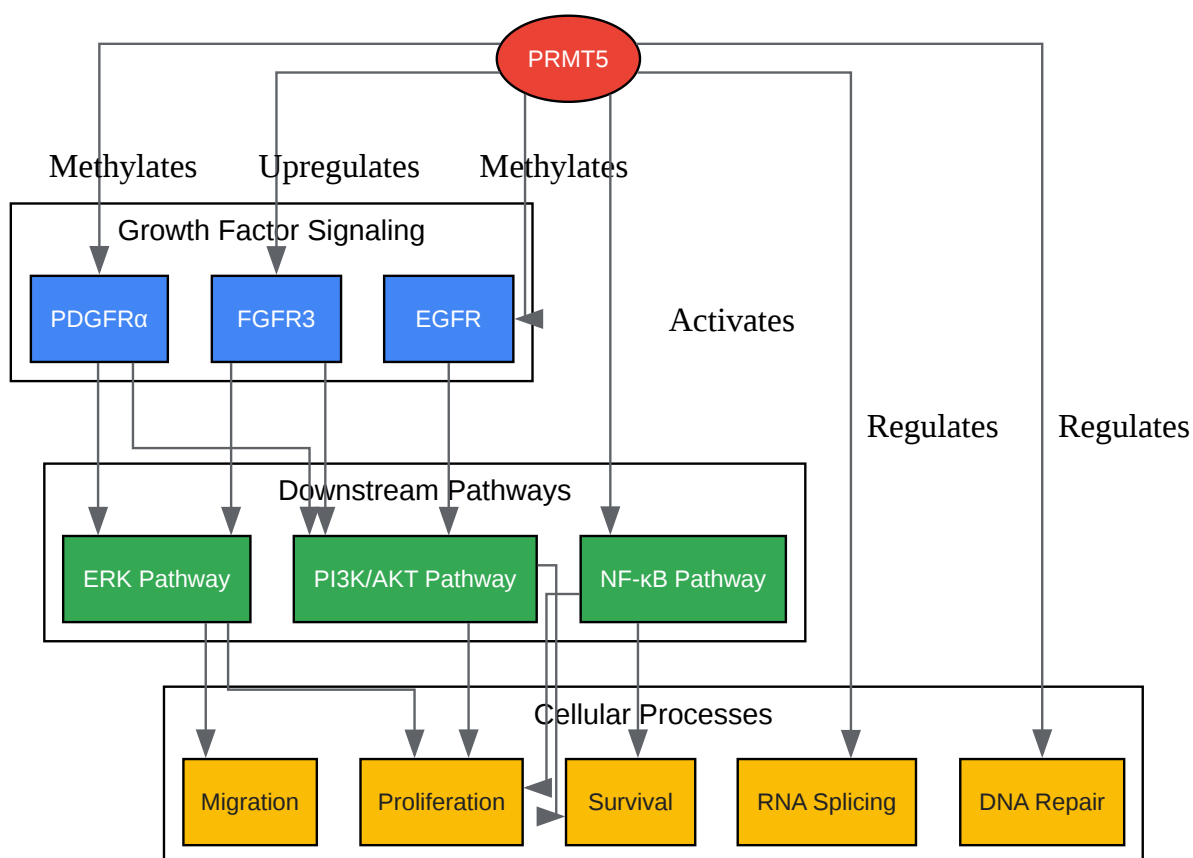 PRMT5
Methylates
Upregulates
Methylates
Growth Factor Signaling
PDGFRα
FGFR3
EGFR
Activates
Regulates
Regulates
Downstream Pathways
ERK Pathway
PI3K/AKT Pathway
NF-κB Pathway
Cellular Processes
Migration
Proliferation
Survival
RNA Splicing
DNA Repair